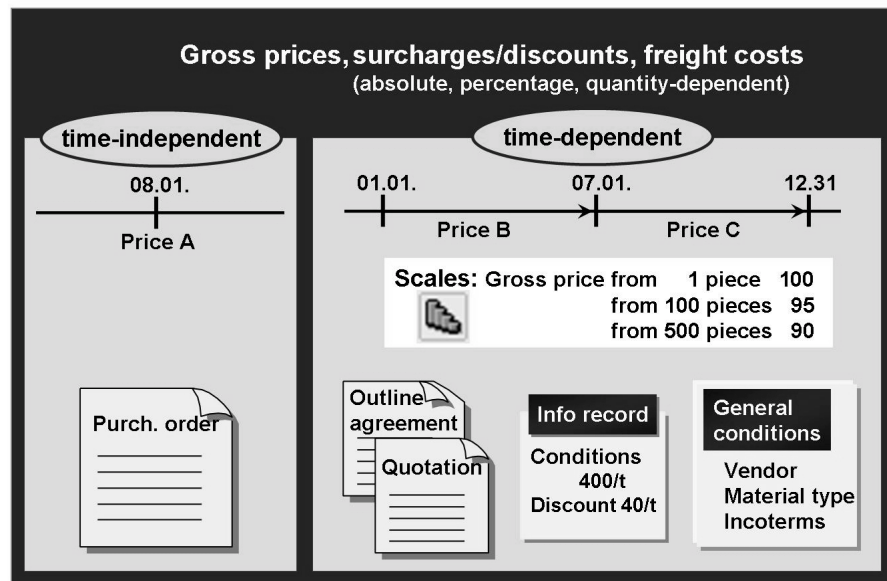 Gross prices, surcharges/discounts, freight costs
(absolute, percentage, quantity-dependent)
time-independent
08.01.
Price A
Purch. order
time-dependent
01.01.
07.01.
12.31
Price B
Price C
Scales: Gross price from 1 piece 100
from 100 pieces 95
from 500 pieces 90
Outline
agreement
Quotation
Info record
Conditions
400/t
Discount 40/t
General
conditions
Vendor
Material type
Incoterms